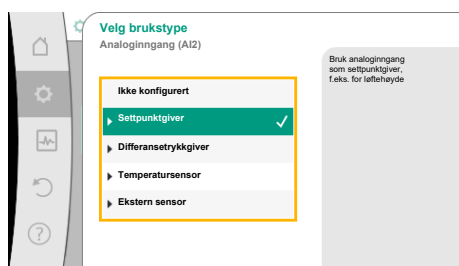 Velg brukstype
Analoginngang (AI2)
Ikke konfigurert
Settpunktgiver
Differansetrykkgiver
Temperatursensor
Ekstern sensor
Bruk analoginngang
som settpunktgiver,
f.eks. for løftehøyde